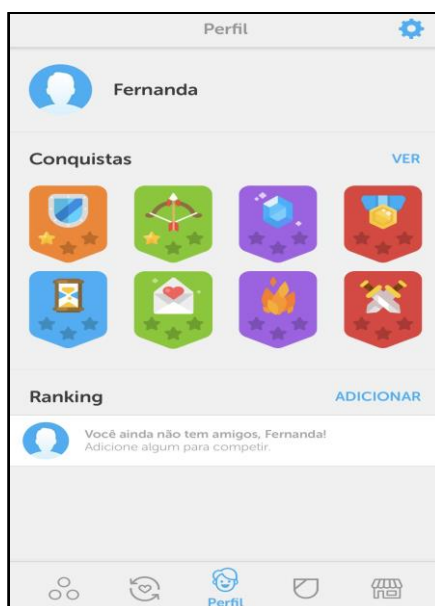 Perfil
Fernanda
Conquistas VER
Ranking ADICIONAR
Você ainda não tem amigos, Fernanda!
Adicione algum para competir.
Perfil